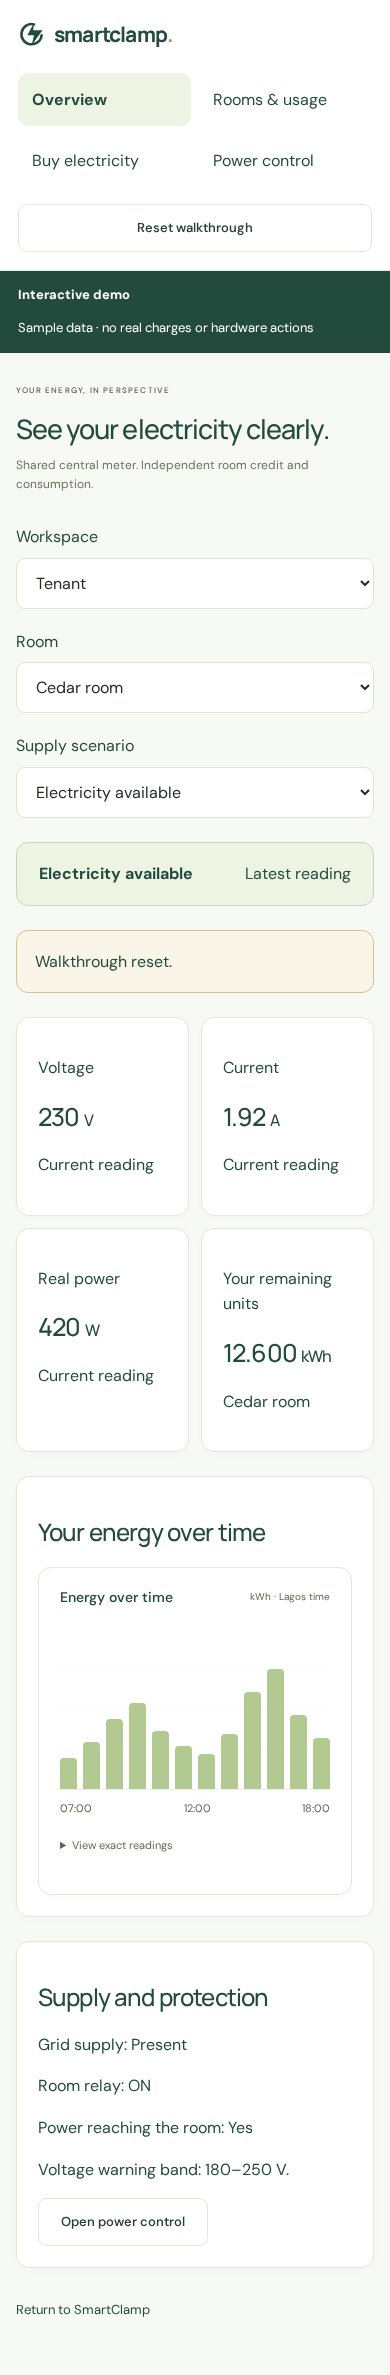 smartclamp.
Overview
Rooms & usage
Buy electricity
Power control
Reset walkthrough
Interactive demo
Sample data · no real charges or hardware actions
YOUR ENERGY, IN PERSPECTIVE
See your electricity clearly.
Shared central meter. Independent room credit and
consumption.
Workspace
Tenant
Room
Cedar room
Supply scenario
Electricity available
Electricity available
Latest reading
Walkthrough reset.
Voltage
230 V
Current reading
Current
1.92 A
Current reading
Real power
420 W
Current reading
Your remaining
units
12.600 kWh
Cedar room
Your energy over time
Energy over time
kWh · Lagos time
07:00
12:00
18:00
View exact readings
Supply and protection
Grid supply: Present
Room relay: ON
Power reaching the room: Yes
Voltage warning band: 180–250 V.
Open power control
Return to SmartClamp